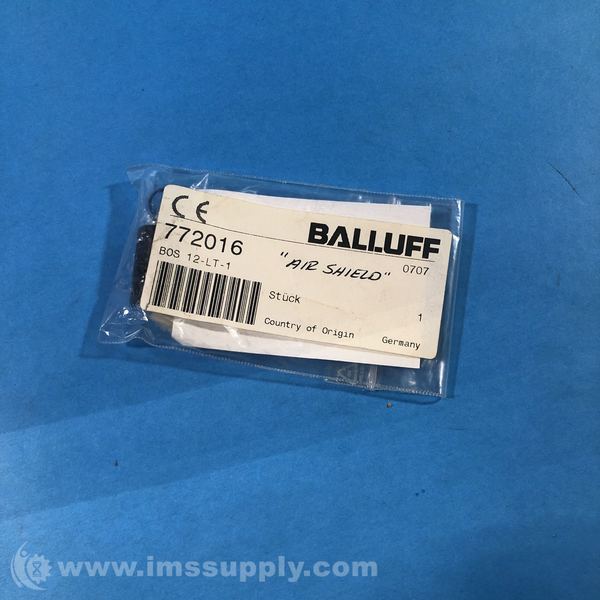 CE
BALLUFF
772016
"AIR SHIELD"
0707
BOS 12-LT-1
Stück
1
Country of Origin
Germany
www.imssupply.com